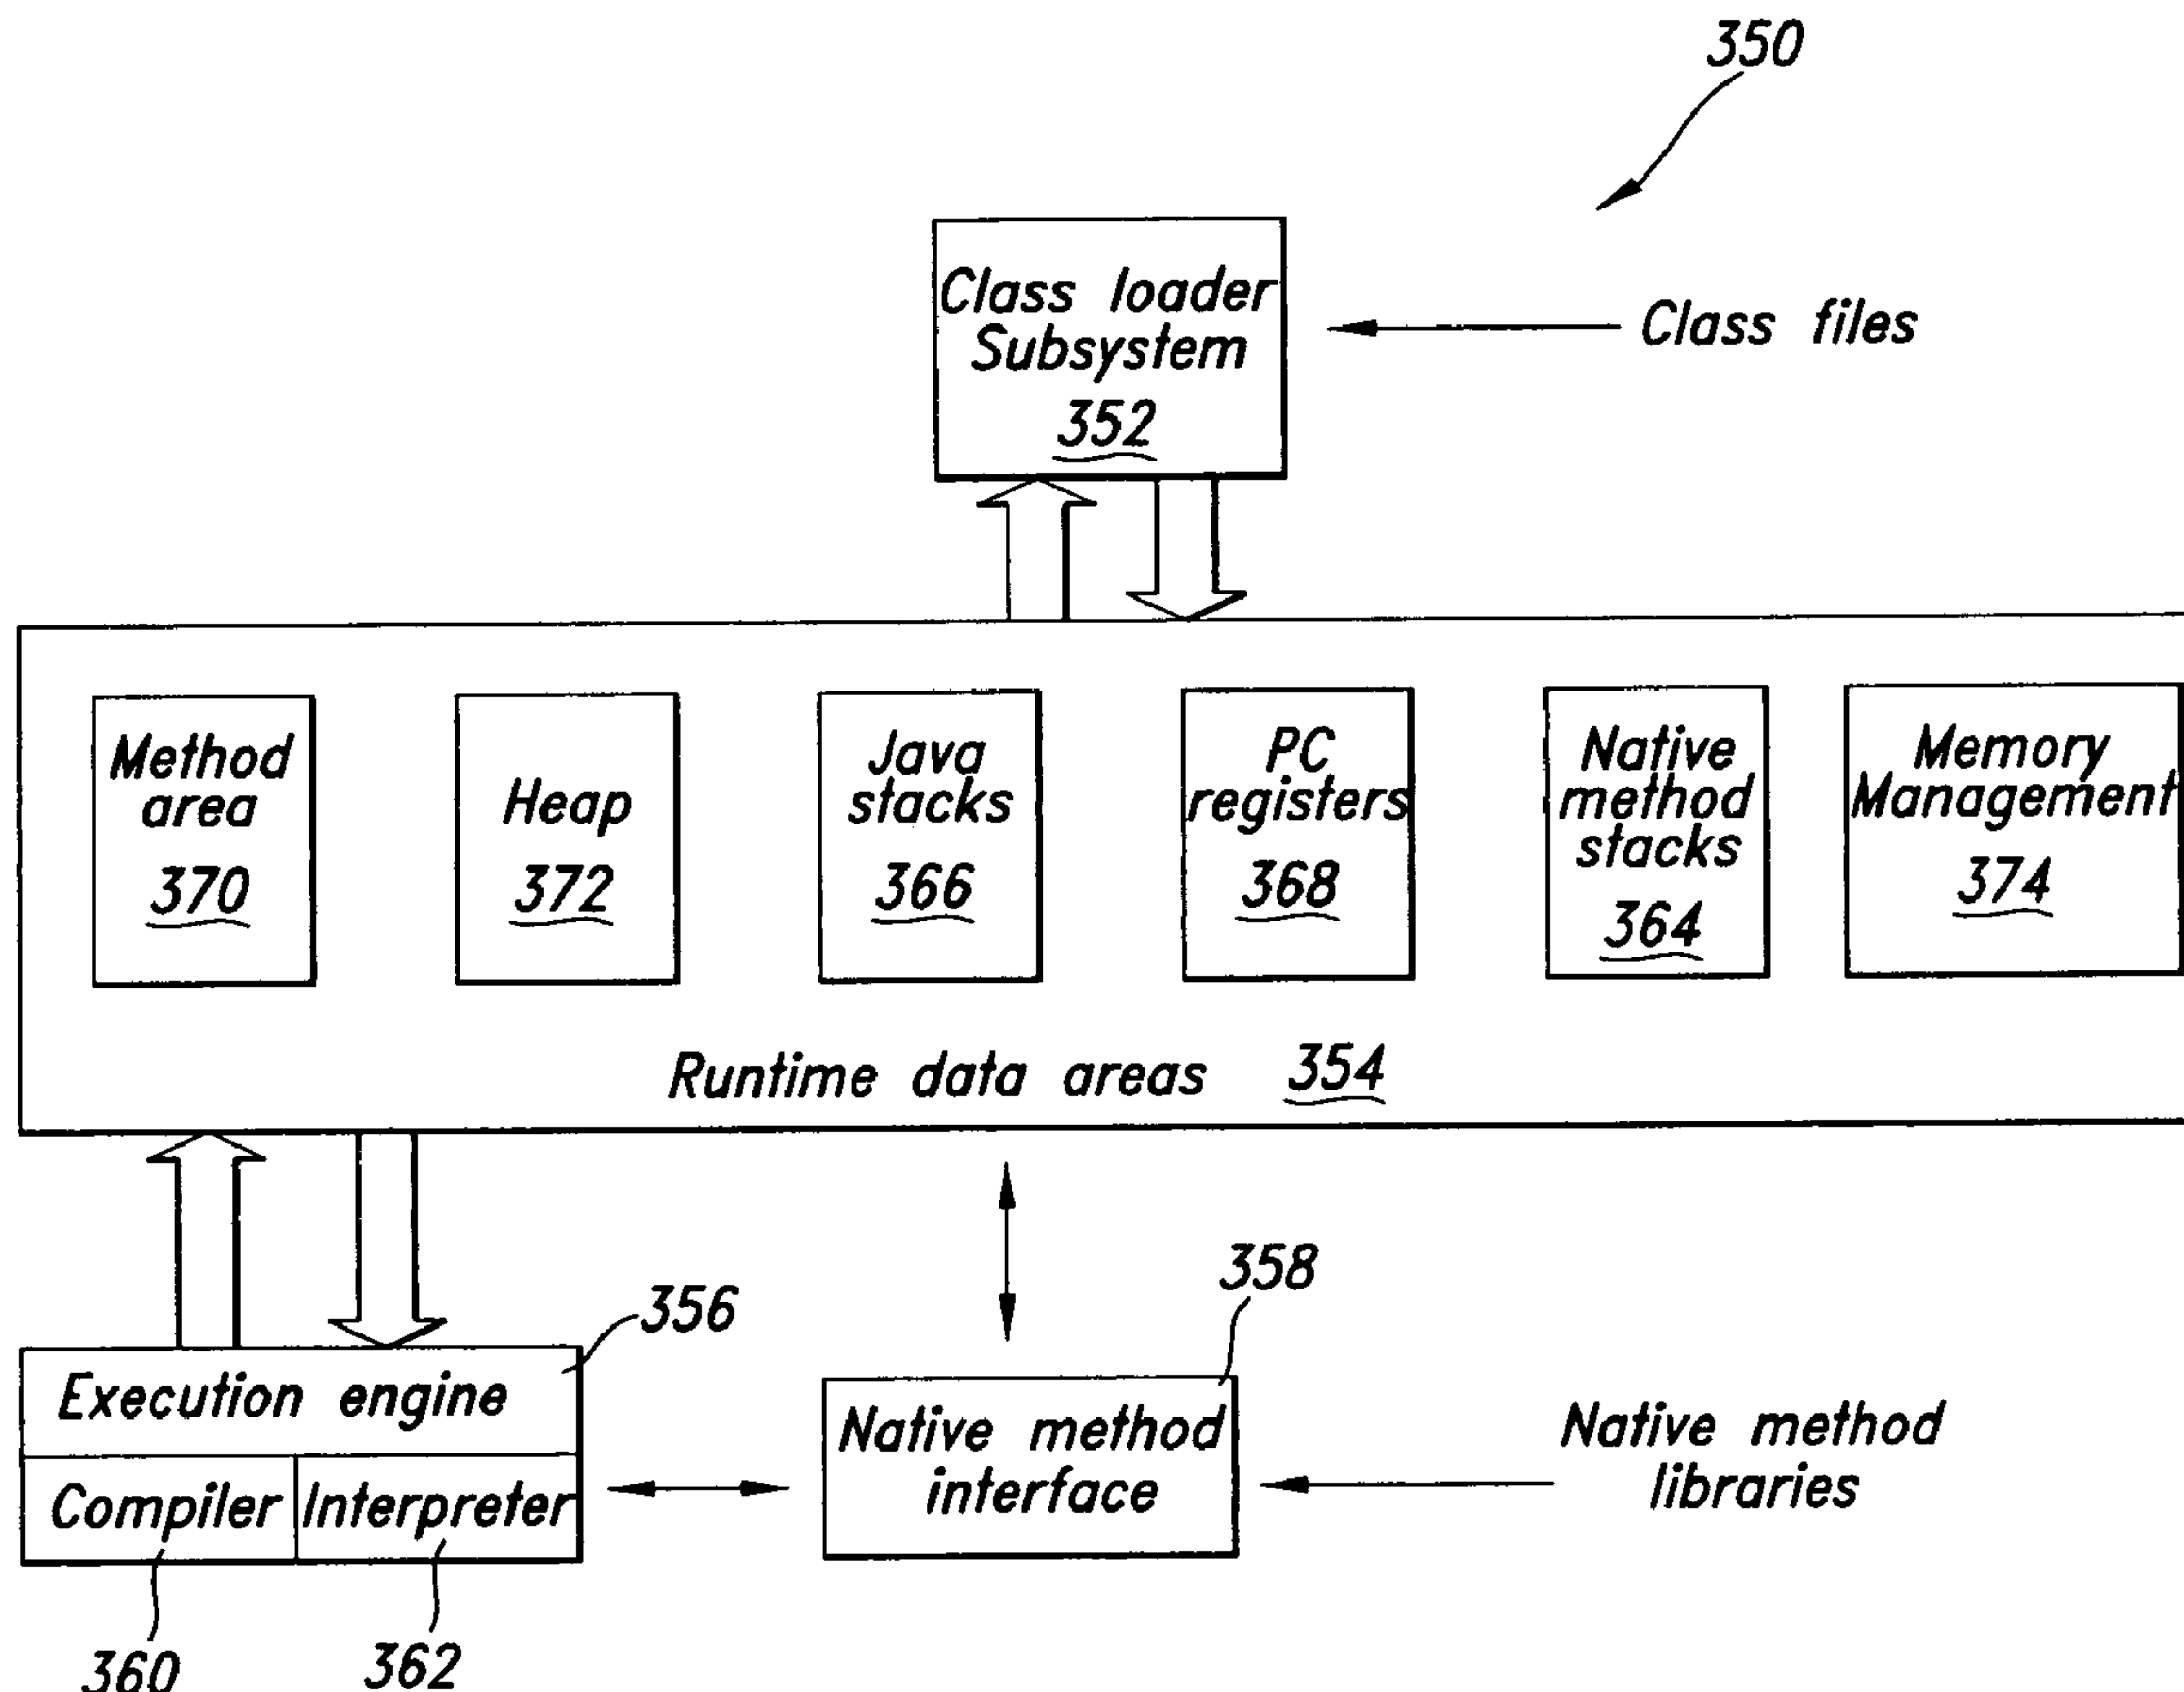 350
Class loader
Subsystem
352
Class files
Method
area
370
Heap
372
Java
stacks
366
PC
registers
368
Native
method
stacks
364
Memory
Management
374
Runtime data areas 354
356
358
Execution engine
Compiler
Interpreter
Native method
interface
Native method
libraries
360
362